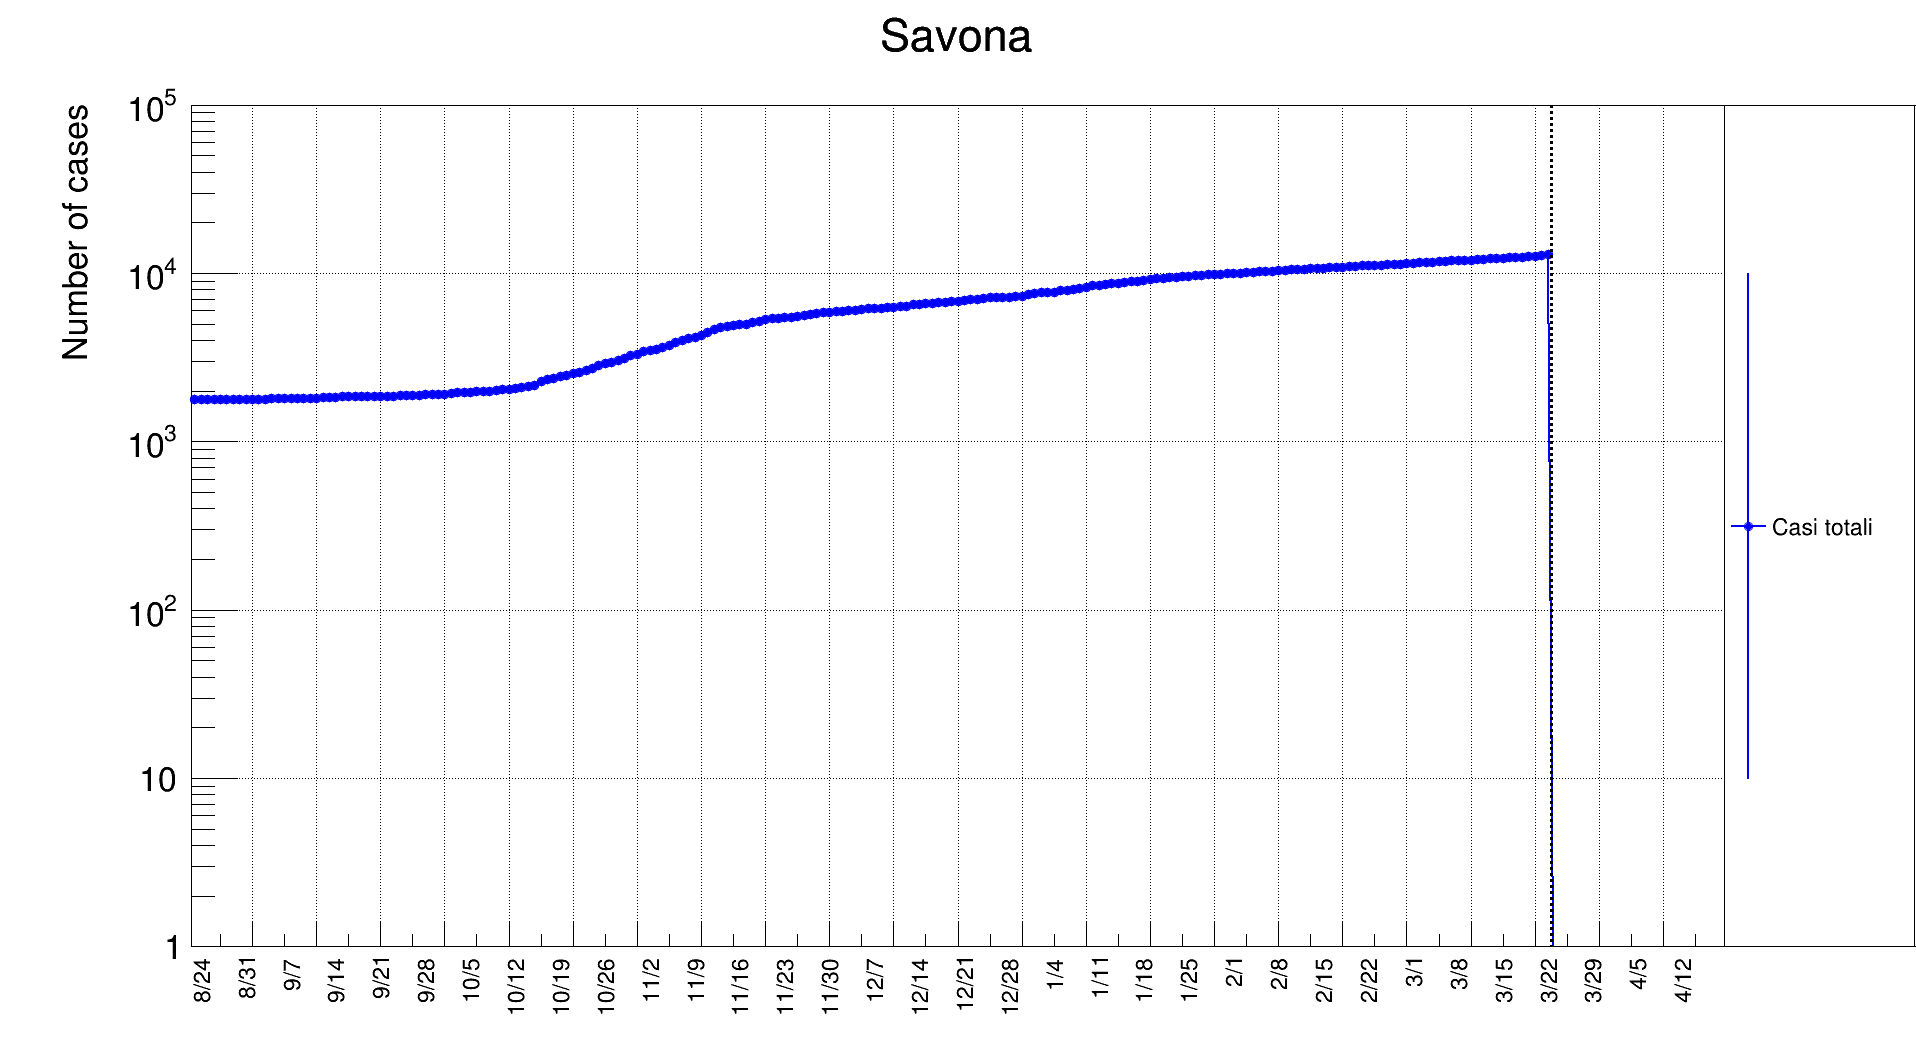 Savona
Number of cases
10^5
10^4
10^3
10^2
10
1
8/24 8/31 9/7 9/14 9/21 9/28 10/5 10/12 10/19 10/26 11/2 11/9 11/16 11/23 11/30 12/7 12/14 12/21 12/28 1/4 1/11 1/18 1/25 2/1 2/8 2/15 2/22 3/1 3/8 3/15 3/22 3/29 4/5 4/12
Casi totali